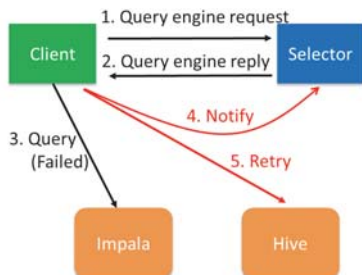 1. Query engine request
Client
Selector
2. Query engine reply
4. Notify
3. Query
(Failed)
5. Retry
Impala
Hive